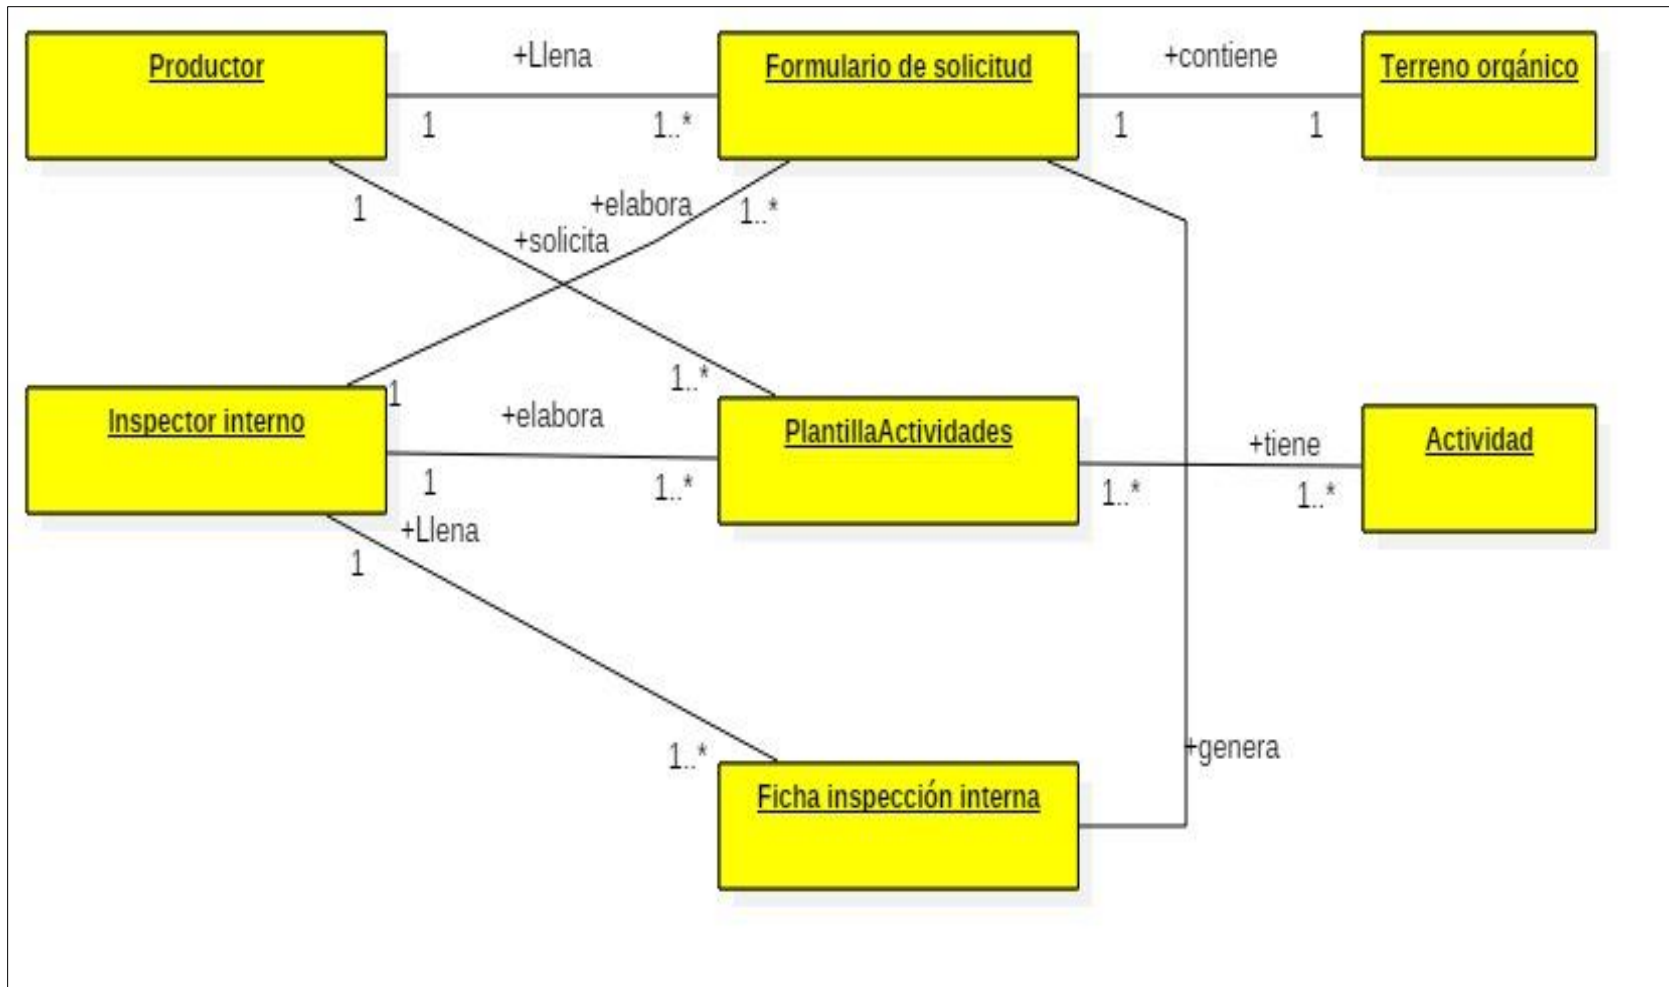 Productor
+Llena
Formulario de solicitud
+contiene
Terreno orgánico
1
1..*
1
1
1
+elabora
1..*
+solicita
1..*
1
Inspector interno
+elabora
PlantillaActividades
+tiene
Actividad
1
1..*
1..*
1..*
+Llena
1
1..*
+genera
Ficha inspección interna